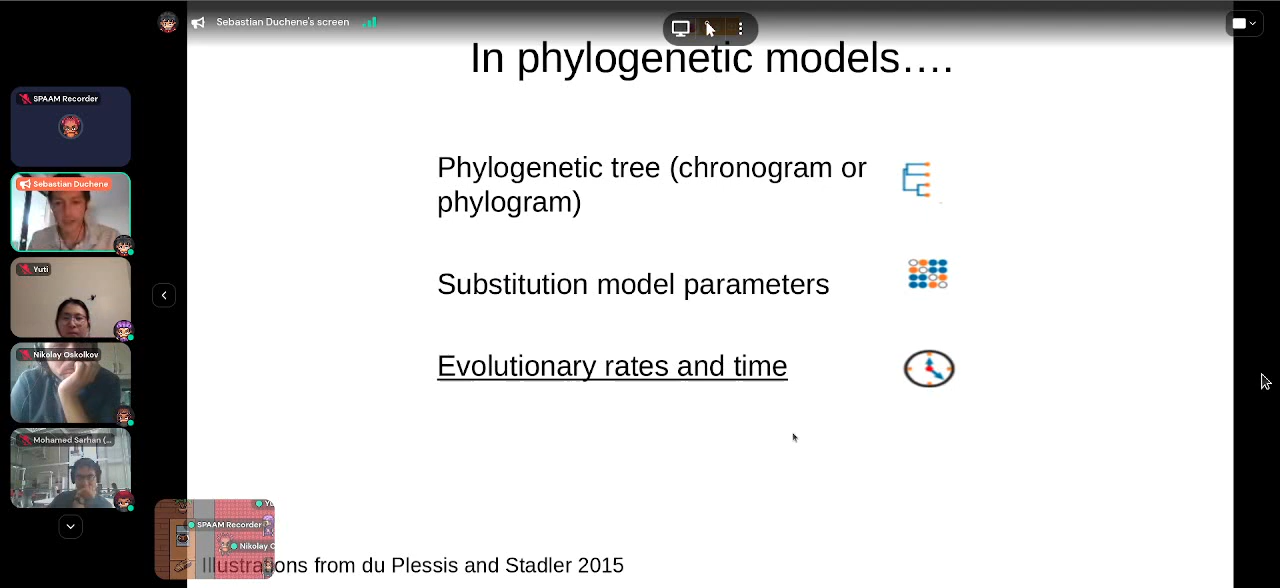 Sebastian Duchene's screen
In phylogenetic models....
SPAAM Recorder
Sebastian Duchene
Yuti
Nikolay Oskolkov
Mohamed Sarhan (...
Phylogenetic tree (chronogram or
phylogram)
Substitution model parameters
Evolutionary rates and time
SPAAM Recorder
Nikolay O
Illustrations from du Plessis and Stadler 2015